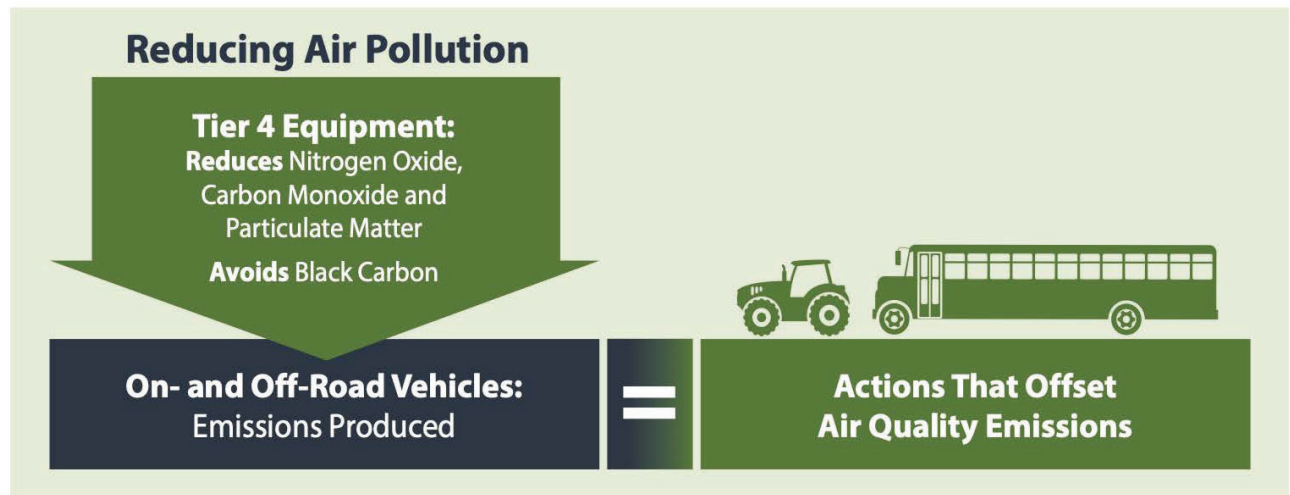 Reducing Air Pollution
Tier 4 Equipment:
Reduces Nitrogen Oxide,
Carbon Monoxide and
Particulate Matter
Avoids Black Carbon
On- and Off-Road Vehicles:
Emissions Produced
=
Actions That Offset
Air Quality Emissions